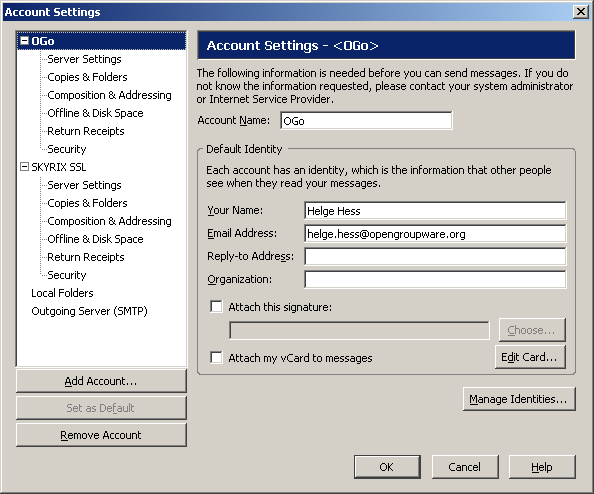 Account Settings
OGo
Server Settings
Copies & Folders
Composition & Addressing
Offline & Disk Space
Return Receipts
Security
SKYRIX SSL
Server Settings
Copies & Folders
Composition & Addressing
Offline & Disk Space
Return Receipts
Security
Local Folders
Outgoing Server (SMTP)
Add Account...
Set as Default
Remove Account
Account Settings - <OGo>
The following information is needed before you can send messages. If you do
not know the information requested, please contact your system administrator
or Internet Service Provider.
Account Name: OGo
Default Identity
Each account has an identity, which is the information that other people
see when they read your messages.
Your Name: Helge Hess
Email Address: helge.hess@opengroupware.org
Reply-to Address:
Organization:
Attach this signature:
Choose...
Attach my vCard to messages
Edit Card...
Manage Identities...
OK Cancel Help